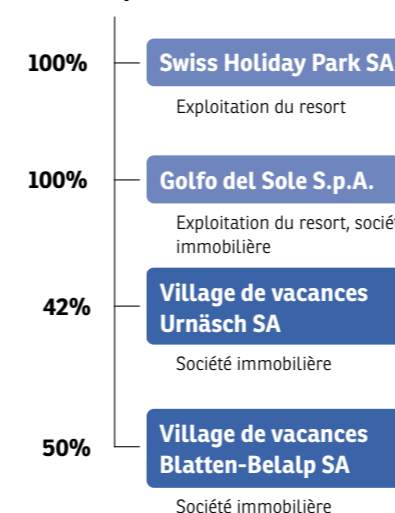 100% Swiss Holiday Park SA
Exploitation du resort
100% Golfo del Sole S.p.A.
Exploitation du resort,
immobilière
42% Village de vacances
Urnäsch SA
Société immobilière
50% Village de vacances
Blatten-Belalp SA
Société immobilière